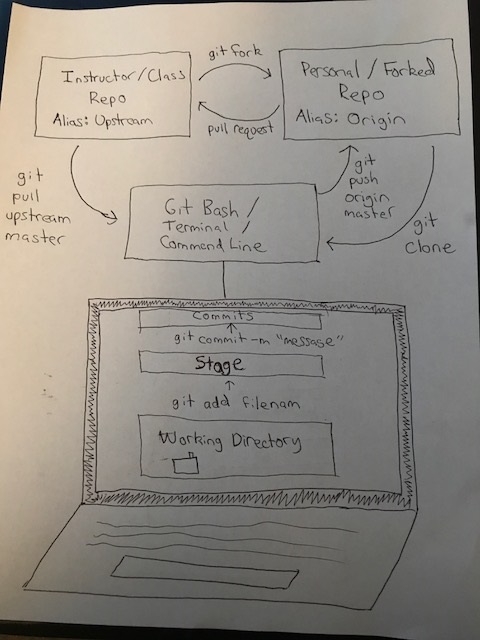 git fork
Instructor/Class
Repo
Alias: Upstream
Personal/Forked
Repo
Alias: Origin
pull request
git
pull
upstream
master
Git Bash/
Terminal/
Command Line
git
push
origin
master
git
clone
Commits
git commit -m "message"
Stage
git add filenam
Working Directory